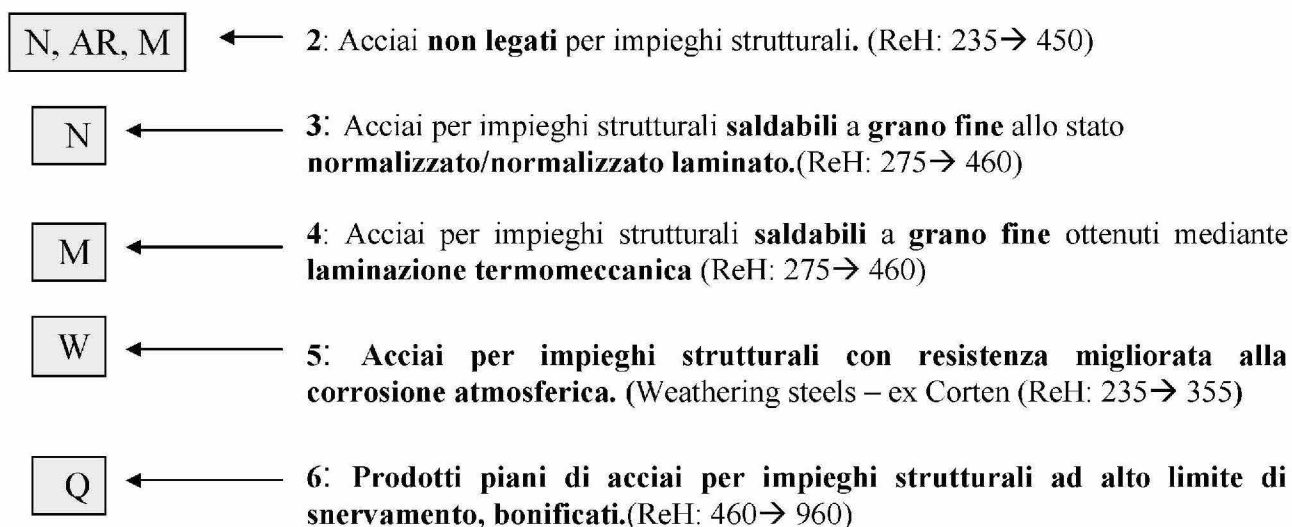 N, AR, M
2: Acciai non legati per impieghi strutturali. (ReH: 235→ 450)
N
3: Acciai per impieghi strutturali saldabili a grano fine allo stato
normalizzato/normalizzato laminato.(ReH: 275→ 460)
M
4: Acciai per impieghi strutturali saldabili a grano fine ottenuti mediante
laminazione termomeccanica (ReH: 275→ 460)
W
5: Acciai per impieghi strutturali con resistenza migliorata alla
corrosione atmosferica. (Weathering steels – ex Corten (ReH: 235→ 355)
Q
6: Prodotti piani di acciai per impieghi strutturali ad alto limite di
snervamento, bonificati.(ReH: 460→ 960)